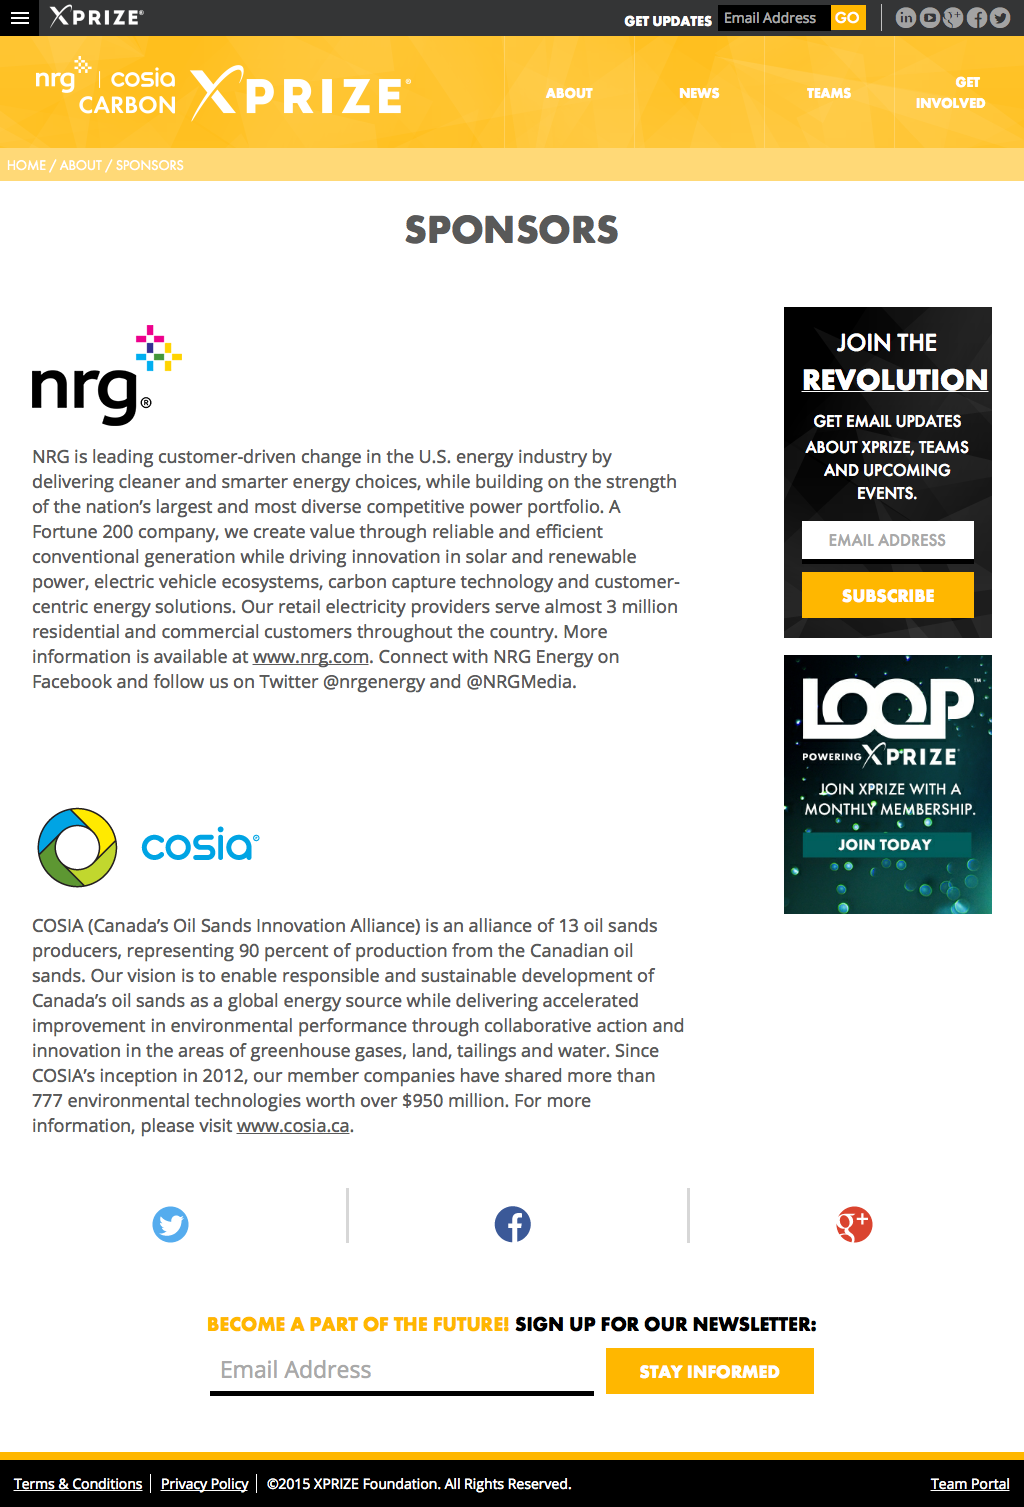 XPRIZE®
GET UPDATES Email Address GO
nrg® | cosia
CARBON XPRIZE®
ABOUT
NEWS
TEAMS
GET
INVOLVED
HOME / ABOUT / SPONSORS
SPONSORS
nrg®
NRG is leading customer-driven change in the U.S. energy industry by
delivering cleaner and smarter energy choices, while building on the strength
of the nation’s largest and most diverse competitive power portfolio. A
Fortune 200 company, we create value through reliable and efficient
conventional generation while driving innovation in solar and renewable
power, electric vehicle ecosystems, carbon capture technology and customer-
centric energy solutions. Our retail electricity providers serve almost 3 million
residential and commercial customers throughout the country. More
information is available at www.nrg.com. Connect with NRG Energy on
Facebook and follow us on Twitter @nrgenergy and @NRGMedia.
cosia®
COSIA (Canada’s Oil Sands Innovation Alliance) is an alliance of 13 oil sands
producers, representing 90 percent of production from the Canadian oil
sands. Our vision is to enable responsible and sustainable development of
Canada’s oil sands as a global energy source while delivering accelerated
improvement in environmental performance through collaborative action and
innovation in the areas of greenhouse gases, land, tailings and water. Since
COSIA’s inception in 2012, our member companies have shared more than
777 environmental technologies worth over $950 million. For more
information, please visit www.cosia.ca.
JOIN THE
REVOLUTION
GET EMAIL UPDATES
ABOUT XPRIZE, TEAMS
AND UPCOMING
EVENTS.
EMAIL ADDRESS
SUBSCRIBE
LOOP™
POWERING XPRIZE
JOIN XPRIZE WITH A
MONTHLY MEMBERSHIP.
JOIN TODAY
BECOME A PART OF THE FUTURE! SIGN UP FOR OUR NEWSLETTER:
Email Address
STAY INFORMED
Terms & Conditions | Privacy Policy | ©2015 XPRIZE Foundation. All Rights Reserved.
Team Portal